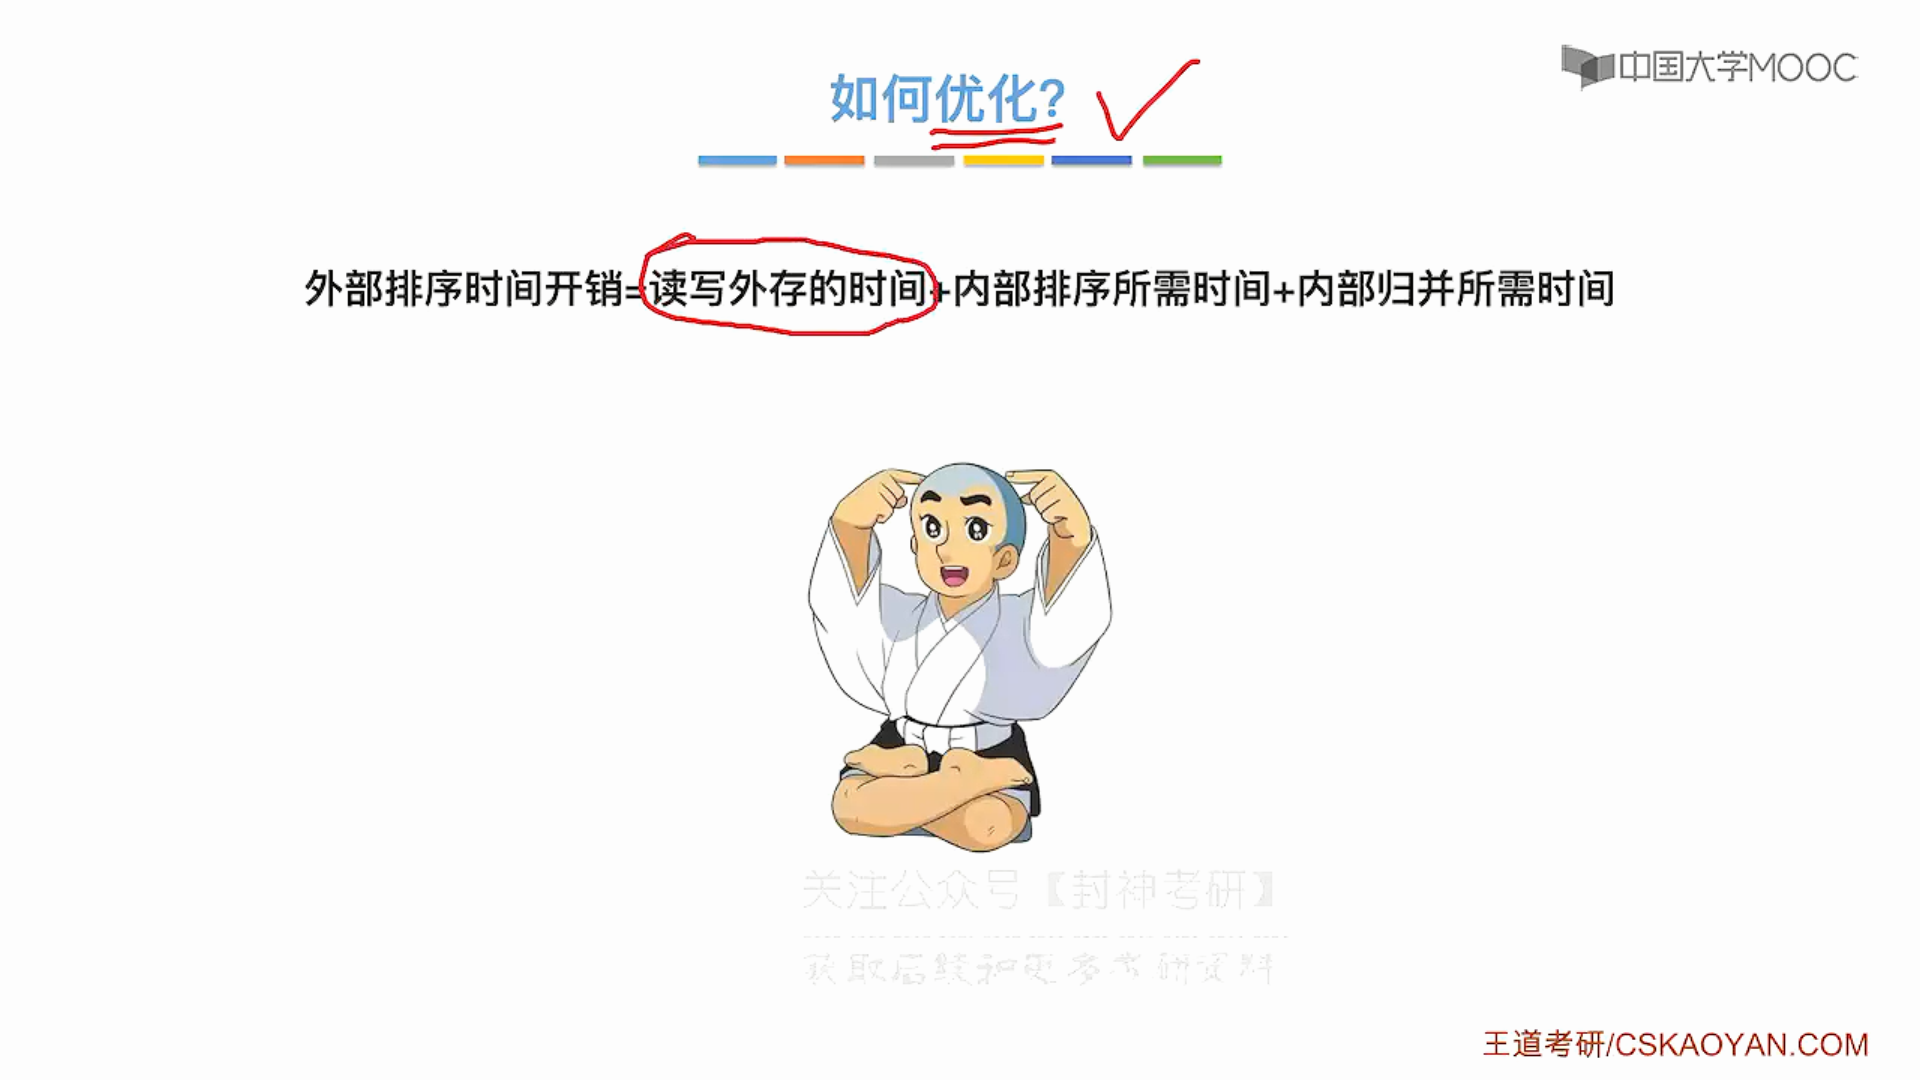 如何优化?
中国大学MOOC
外部排序时间开销=读写外存的时间+内部排序所需时间+内部归并所需时间
关注公众号【封神考研】
获取后续和更多考研资料
王道考研/CSKAOYAN.COM